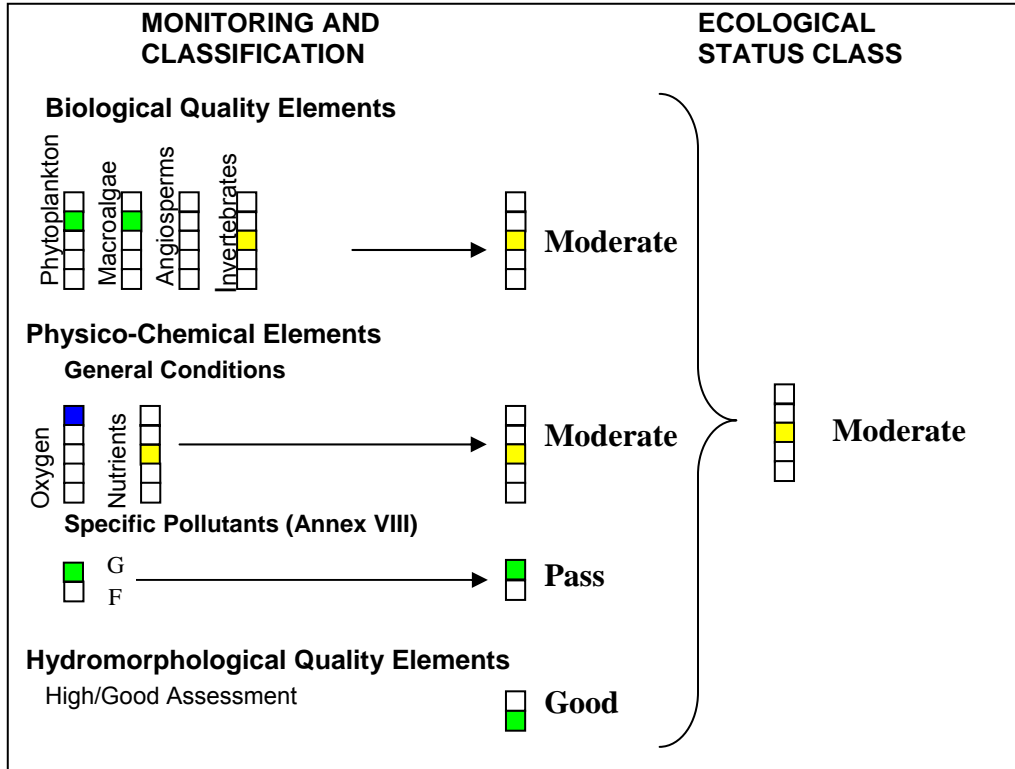 MONITORING AND
CLASSIFICATION
ECOLOGICAL
STATUS CLASS
Biological Quality Elements
Phytoplankton
Macroalgae
Angiosperms
Invertebrates
Moderate
Physico-Chemical Elements
General Conditions
Oxygen
Nutrients
Moderate
Moderate
Specific Pollutants (Annex VIII)
G
F
Pass
Hydromorphological Quality Elements
High/Good Assessment
Good